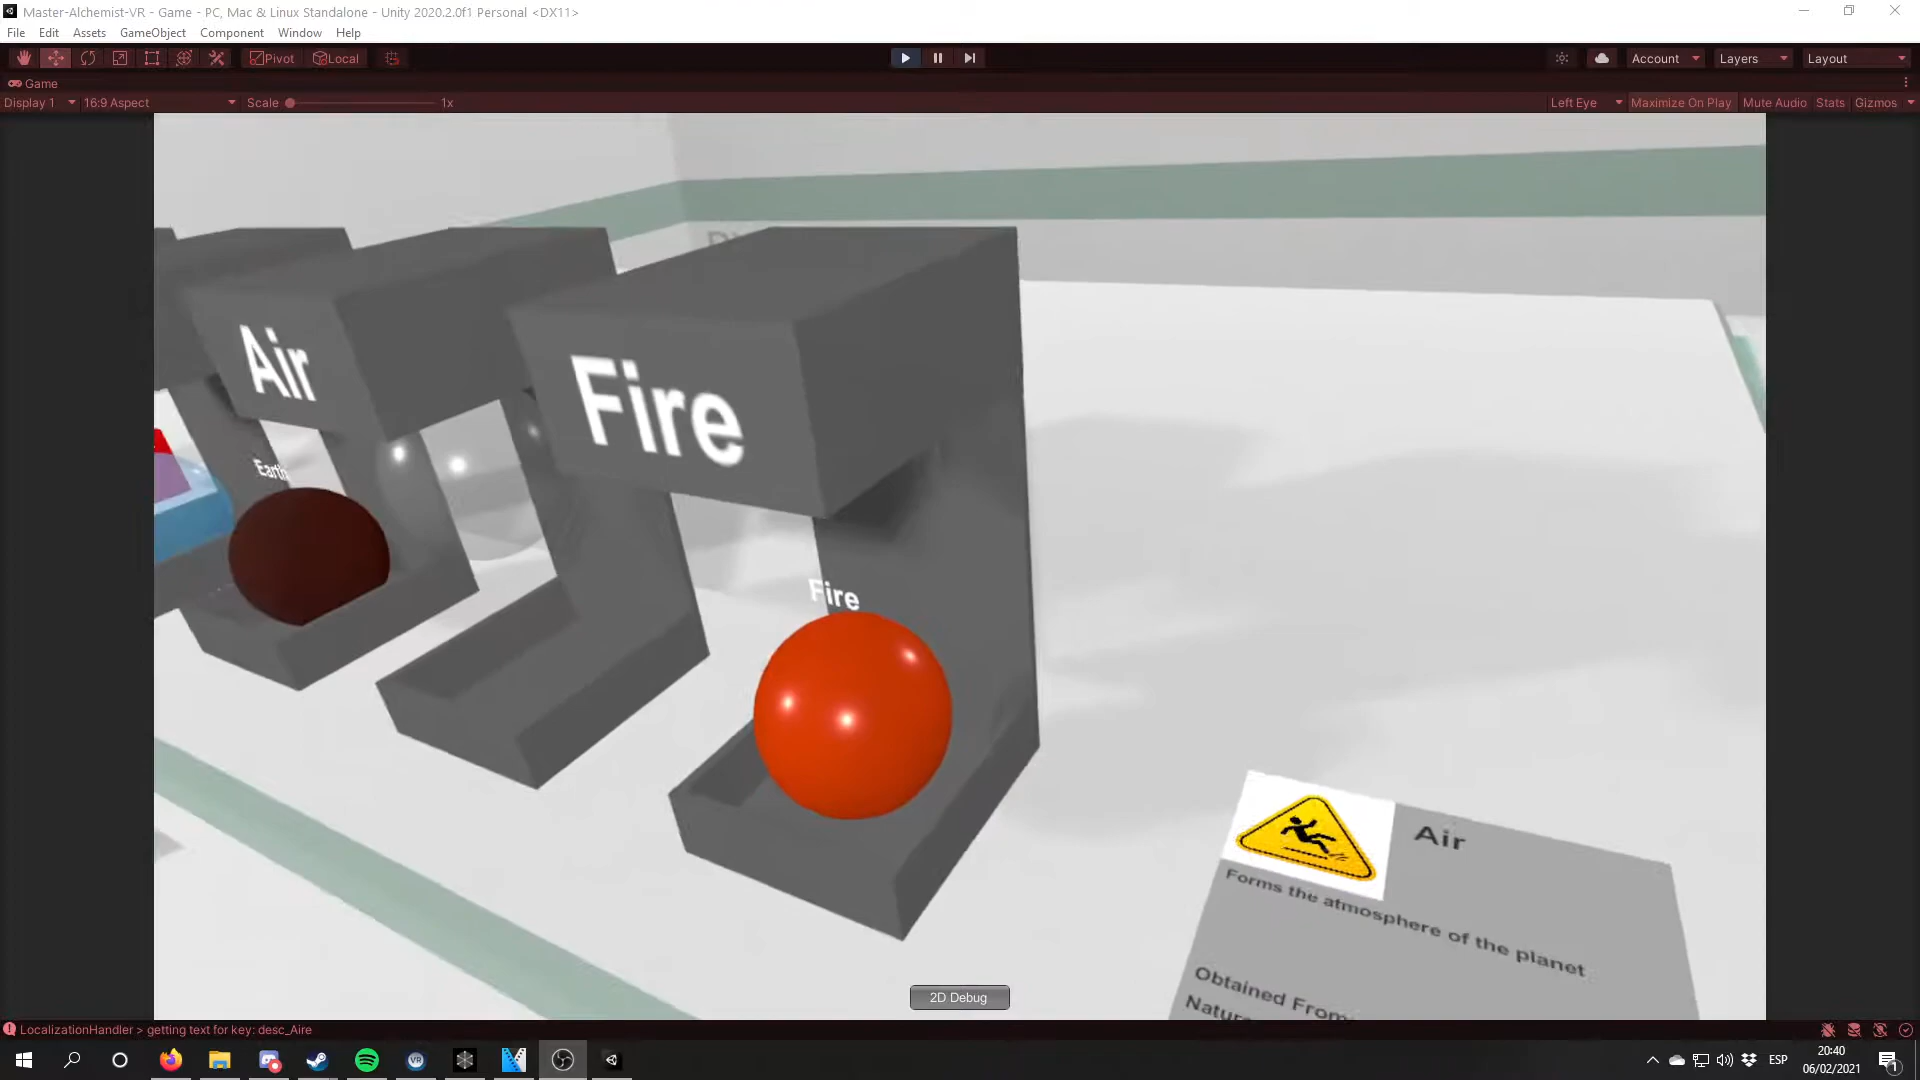 Master-Alchemist-VR - Game - PC, Mac & Linux Standalone - Unity 2020.2.0f1 Personal <DX11>
File Edit Assets GameObject Component Window Help
Pivot Local Account Layers Layout
Game
Display 1 16:9 Aspect Scale 1x Left Eye Maximize On Play Mute Audio Stats Gizmos
Air
Fire
Earth
Fire
Air
Forms the atmosphere of the planet
Obtained From
2D Debug
LocalizationHandler > getting text for key: desc_Aire
ESP
20:40
06/02/2021